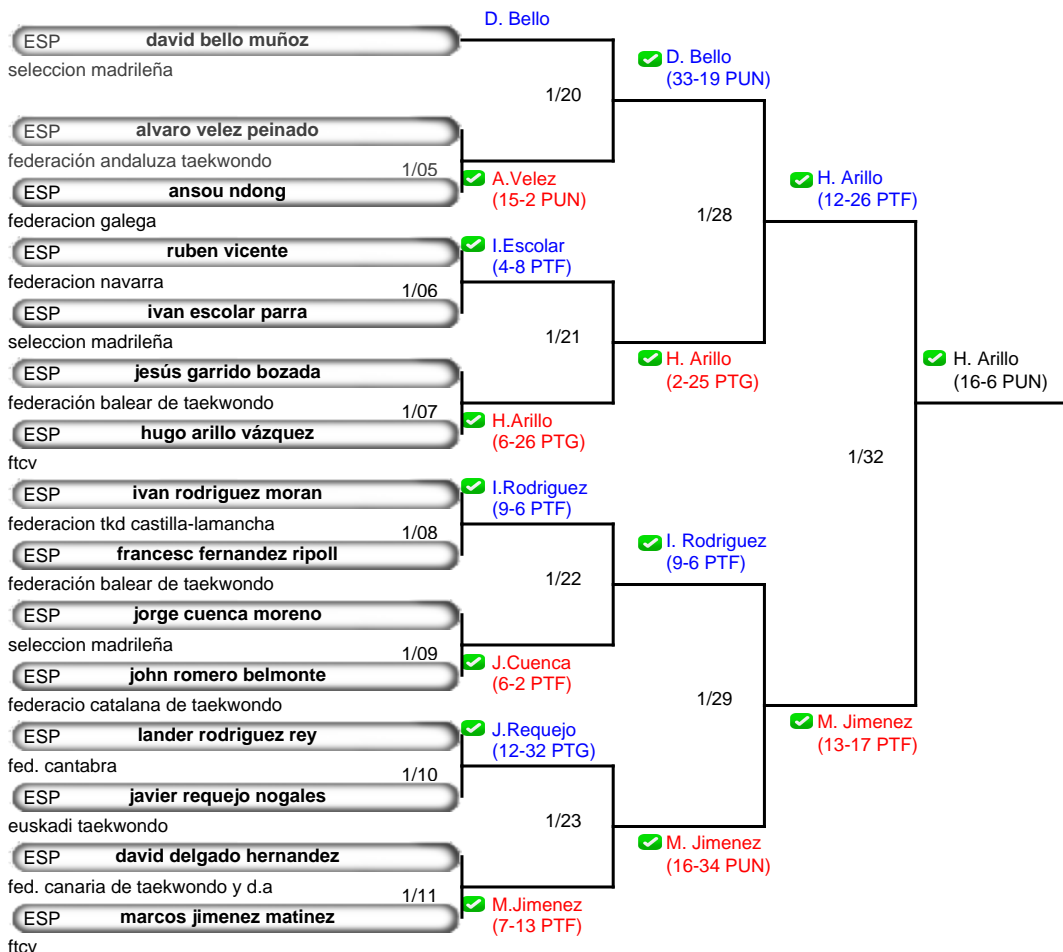 D. Bello
ESP david bello muñoz
seleccion madrileña
D. Bello
(33-19 PUN)
1/20
ESP alvaro velez peinado
federación andaluza taekwondo
1/05
A.Velez
(15-2 PUN)
ESP ansou ndong
federacion galega
H. Arillo
(12-26 PTF)
1/28
ESP ruben vicente
federacion navarra
I.Escolar
(4-8 PTF)
1/06
ESP ivan escolar parra
seleccion madrileña
1/21
H. Arillo
(2-25 PTG)
ESP jesús garrido bozada
federación balear de taekwondo
1/07
H.Arillo
(6-26 PTG)
ESP hugo arillo vázquez
ftcv
H. Arillo
(16-6 PUN)
1/32
ESP ivan rodriguez moran
federacion tkd castilla-lamancha
I.Rodriguez
(9-6 PTF)
1/08
ESP francesc fernandez ripoll
federación balear de taekwondo
I. Rodriguez
(9-6 PTF)
1/22
ESP jorge cuenca moreno
seleccion madrileña
1/09
J.Cuenca
(6-2 PTF)
ESP john romero belmonte
federacio catalana de taekwondo
1/29
M. Jimenez
(13-17 PTF)
ESP lander rodriguez rey
fed. cantabra
J.Requejo
(12-32 PTG)
1/10
ESP javier requejo nogales
euskadi taekwondo
1/23
M. Jimenez
(16-34 PUN)
ESP david delgado hernandez
fed. canaria de taekwondo y d.a
1/11
M.Jimenez
(7-13 PTF)
ESP marcos jimenez matinez
ftcv